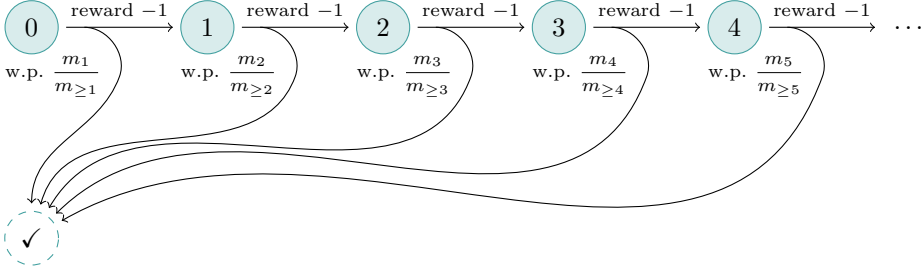 reward −1 reward −1 reward −1 reward −1 reward −1
0 1 2 3 4 ⋯
w.p. m₁/m≥₁ w.p. m₂/m≥₂ w.p. m₃/m≥₃ w.p. m₄/m≥₄ w.p. m₅/m≥₅
✓